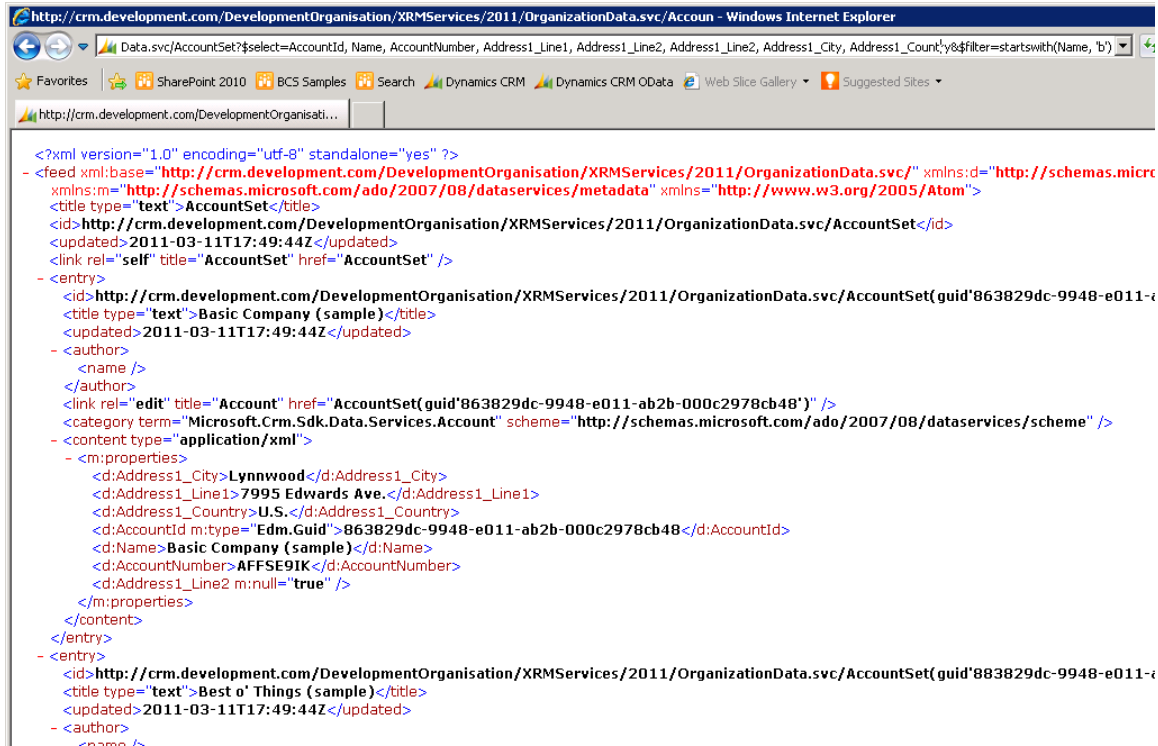 http://crm.development.com/DevelopmentOrganisation/XRMServices/2011/OrganizationData.svc/Accoun - Windows Internet Explorer
Data.svc/AccountSet?$select=AccountId, Name, AccountNumber, Address1_Line1, Address1_Line2, Address1_Line2, Address1_City, Address1_Country&$filter=startswith(Name, 'b')
Favorites SharePoint 2010 BCS Samples Search Dynamics CRM Dynamics CRM OData Web Slice Gallery Suggested Sites
http://crm.development.com/DevelopmentOrganisati...
<?xml version="1.0" encoding="utf-8" standalone="yes" ?>
- <feed xml:base="http://crm.development.com/DevelopmentOrganisation/XRMServices/2011/OrganizationData.svc/" xmlns:d="http://schemas.micro
xmlns:m="http://schemas.microsoft.com/ado/2007/08/dataservices/metadata" xmlns="http://www.w3.org/2005/Atom">
<title type="text">AccountSet</title>
<id>http://crm.development.com/DevelopmentOrganisation/XRMServices/2011/OrganizationData.svc/AccountSet</id>
<updated>2011-03-11T17:49:44Z</updated>
<link rel="self" title="AccountSet" href="AccountSet" />
- <entry>
<id>http://crm.development.com/DevelopmentOrganisation/XRMServices/2011/OrganizationData.svc/AccountSet(guid'863829dc-9948-e011-a
<title type="text">Basic Company (sample)</title>
<updated>2011-03-11T17:49:44Z</updated>
- <author>
<name />
</author>
<link rel="edit" title="Account" href="AccountSet(guid'863829dc-9948-e011-ab2b-000c2978cb48')" />
<category term="Microsoft.Crm.Sdk.Data.Services.Account" scheme="http://schemas.microsoft.com/ado/2007/08/dataservices/scheme" />
- <content type="application/xml">
- <m:properties>
<d:Address1_City>Lynnwood</d:Address1_City>
<d:Address1_Line1>7995 Edwards Ave.</d:Address1_Line1>
<d:Address1_Country>U.S.</d:Address1_Country>
<d:AccountId m:type="Edm.Guid">863829dc-9948-e011-ab2b-000c2978cb48</d:AccountId>
<d:Name>Basic Company (sample)</d:Name>
<d:AccountNumber>AFFSE9IK</d:AccountNumber>
<d:Address1_Line2 m:null="true" />
</m:properties>
</content>
</entry>
- <entry>
<id>http://crm.development.com/DevelopmentOrganisation/XRMServices/2011/OrganizationData.svc/AccountSet(guid'883829dc-9948-e011-a
<title type="text">Best o' Things (sample)</title>
<updated>2011-03-11T17:49:44Z</updated>
- <author>
<name />